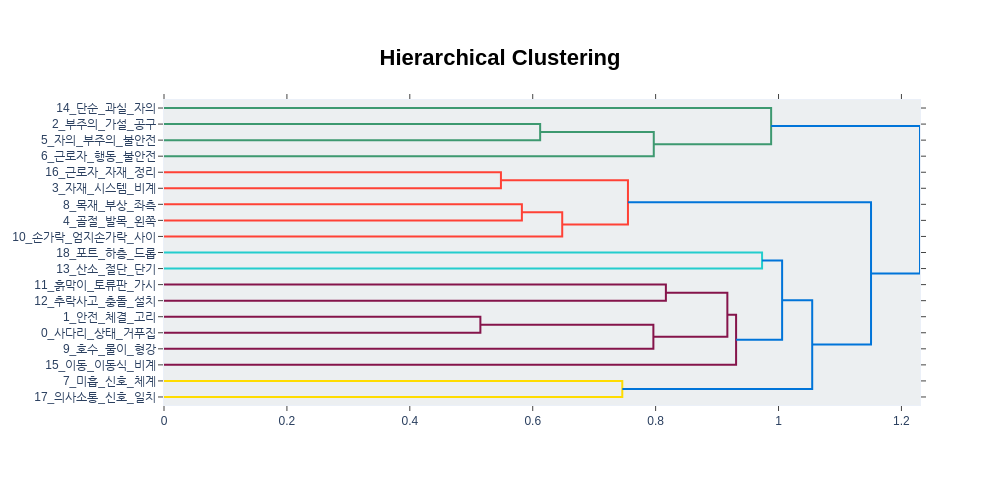 Hierarchical Clustering
14_단순_과실_자의
2_부주의_가설_공구
5_자의_부주의_불안전
6_근로자_행동_불안전
16_근로자_자재_정리
3_자재_시스템_비계
8_목재_부상_좌측
4_골절_발목_왼쪽
10_손가락_엄지손가락_사이
18_포트_하층_드롭
13_산소_절단_단기
11_흙막이_토류판_가시
12_추락사고_충돌_설치
1_안전_체결_고리
0_사다리_상태_거푸집
9_호수_물이_형강
15_이동_이동식_비계
7_미흡_신호_체계
17_의사소통_신호_일치
0 0.2 0.4 0.6 0.8 1 1.2